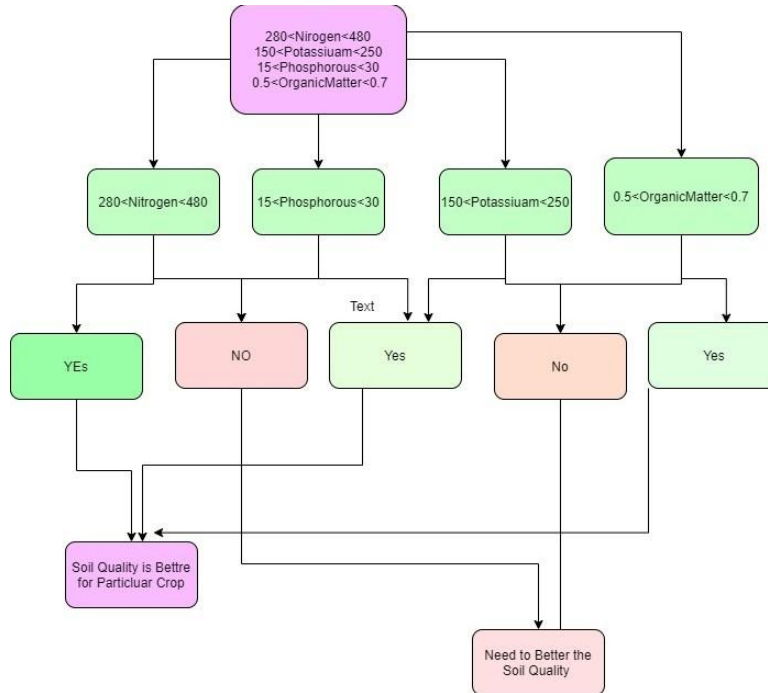 280<Nirogen<480
150<Potassiuam<250
15<Phosphorous<30
0.5<OrganicMatter<0.7
280<Nitrogen<480
15<Phosphorous<30
150<Potassiuam<250
0.5<OrganicMatter<0.7
Text
YEs
NO
Yes
No
Yes
Soil Quality is Bettre
for Particluar Crop
Need to Better the
Soil Quality